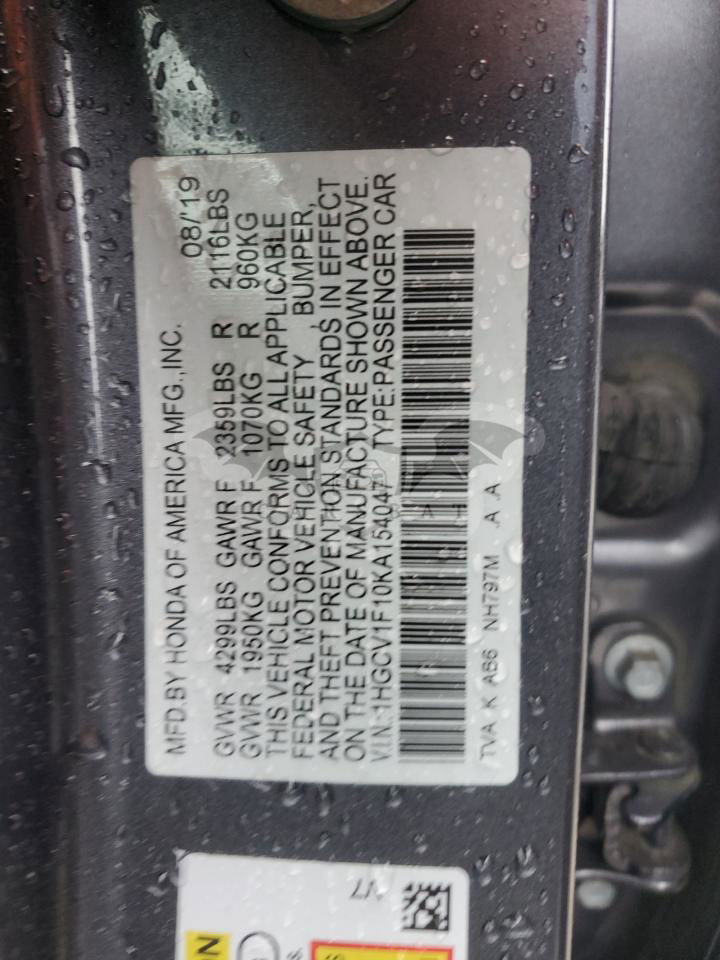 MFD.BY HONDA OF AMERICA MFG.,INC. 08/'19
GVWR 4299LBS GAWR F 2359LBS R 2116LBS
GVWR 1950KG GAWR F 1070KG R 960KG
THIS VEHICLE CONFORMS TO ALL APPLICABLE
FEDERAL MOTOR VEHICLE SAFETY , BUMPER,
AND THEFT PREVENTION STANDARDS IN EFFECT
ON THE DATE OF MANUFACTURE SHOWN ABOVE.
VIN:1HGCV1F10KA154047 TYPE:PASSENGER CAR
TVA K AB6 NH797M .A .A
V7